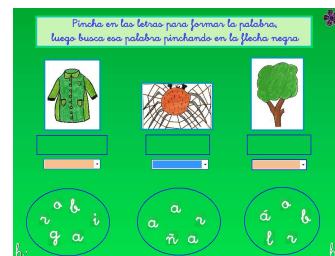 Pincha en las letras para formar la palabra,
luego busca esa palabra pinchando en la flecha negra
o b
r i
g a
a
a r
ñ a
o
á b
l r
h